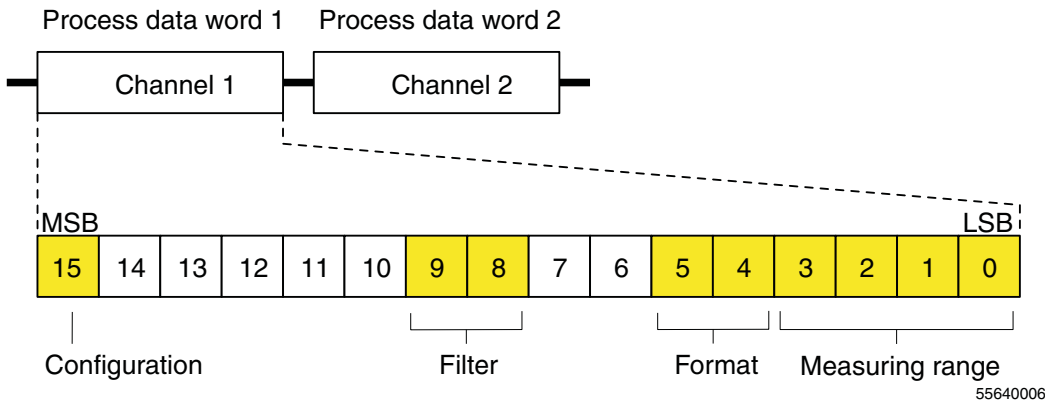 Process data word 1 Process data word 2
Channel 1 Channel 2
MSB LSB
15 14 13 12 11 10 9 8 7 6 5 4 3 2 1 0
Configuration Filter Format Measuring range
55640006